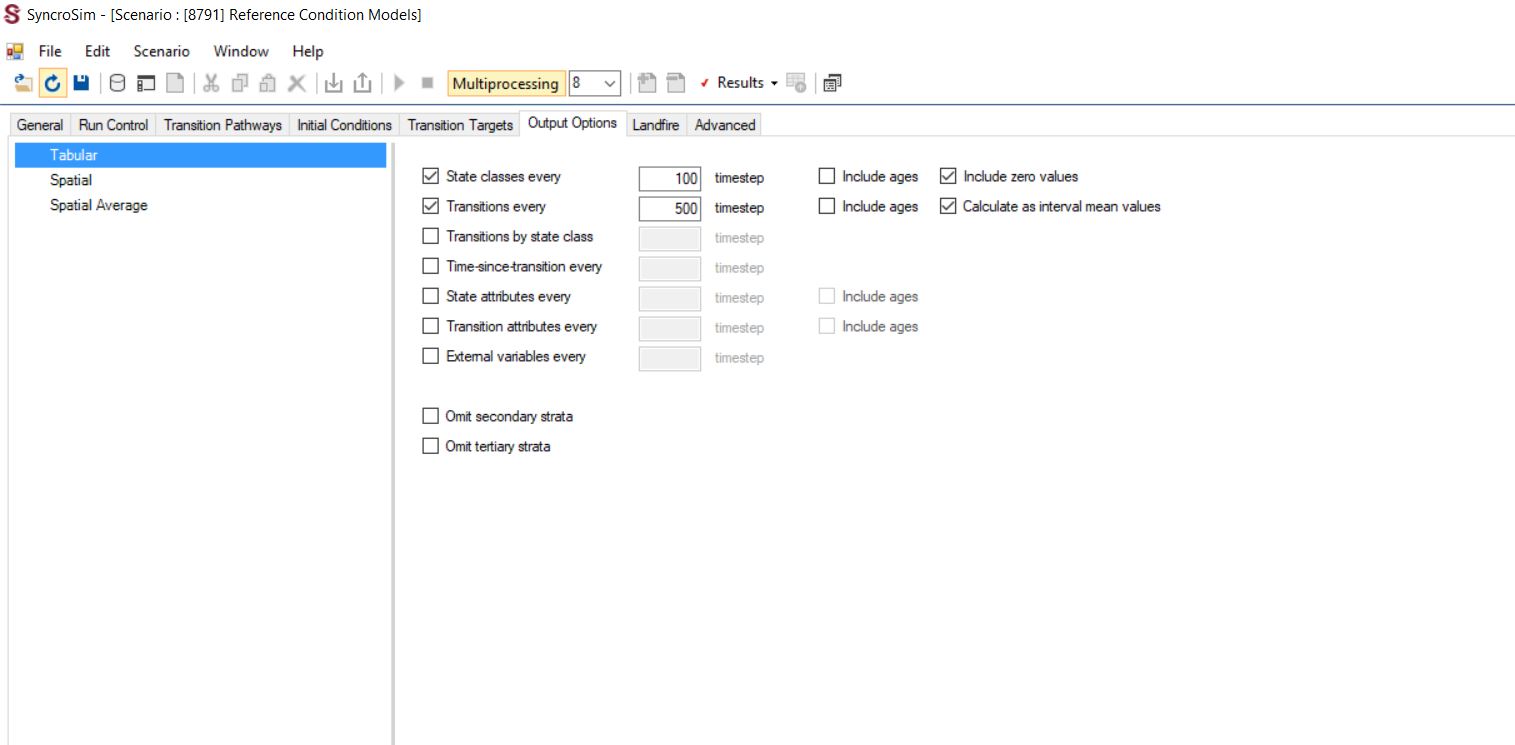 SyncroSim - [Scenario : [8791] Reference Condition Models]
File Edit Scenario Window Help
Multiprocessing 8 Results
General Run Control Transition Pathways Initial Conditions Transition Targets Output Options Landfire Advanced
Tabular
Spatial
Spatial Average
State classes every 100 timestep Include ages Include zero values
Transitions every 500 timestep Include ages Calculate as interval mean values
Transitions by state class timestep
Time-since-transition every timestep
State attributes every timestep Include ages
Transition attributes every timestep Include ages
External variables every timestep
Omit secondary strata
Omit tertiary strata